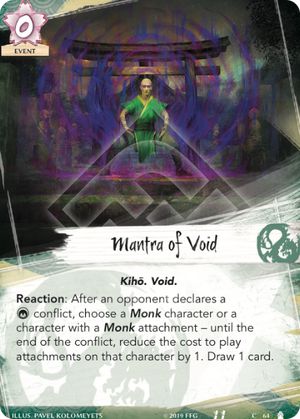 0
EVENT
Mantra of Void
Kihō. Void.
Reaction: After an opponent declares a
conflict, choose a Monk character or a
character with a Monk attachment – until
the end of the conflict, reduce the cost to
play attachments on that character by 1. Draw 1 card.
ILLUS. PAVEL KOLOMEYETS
©2019 FFG
C 64